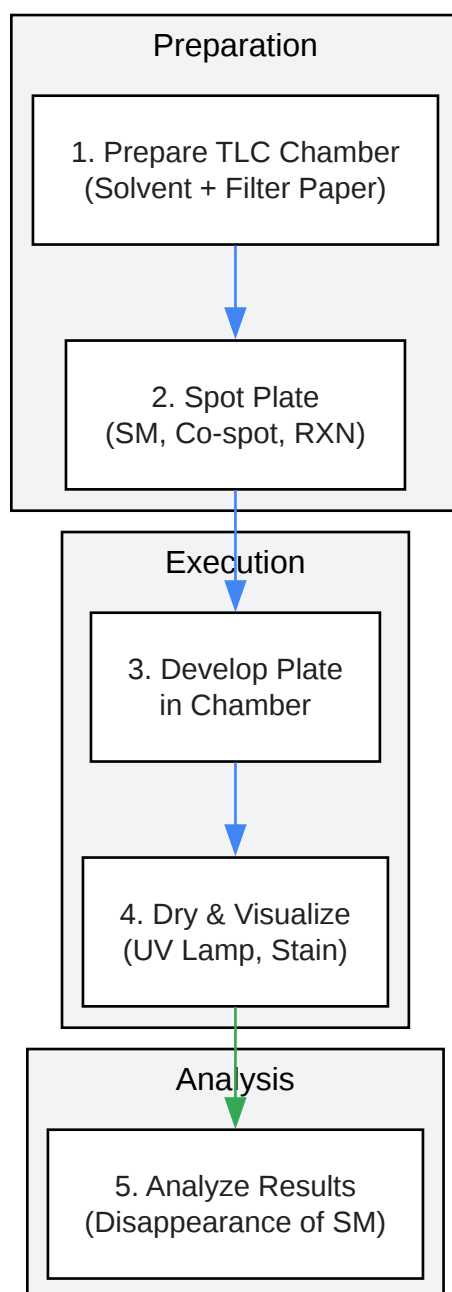 Preparation
1. Prepare TLC Chamber
(Solvent + Filter Paper)
2. Spot Plate
(SM, Co-spot, RXN)
Execution
3. Develop Plate
in Chamber
4. Dry & Visualize
(UV Lamp, Stain)
Analysis
5. Analyze Results
(Disappearance of SM)